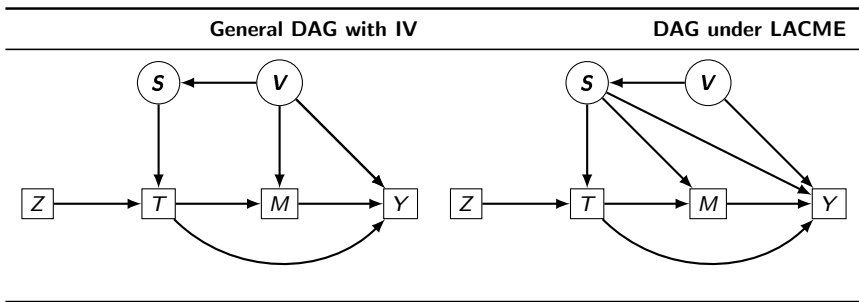 General DAG with IV DAG under LACME
S V S V
Z T M Y Z T M Y